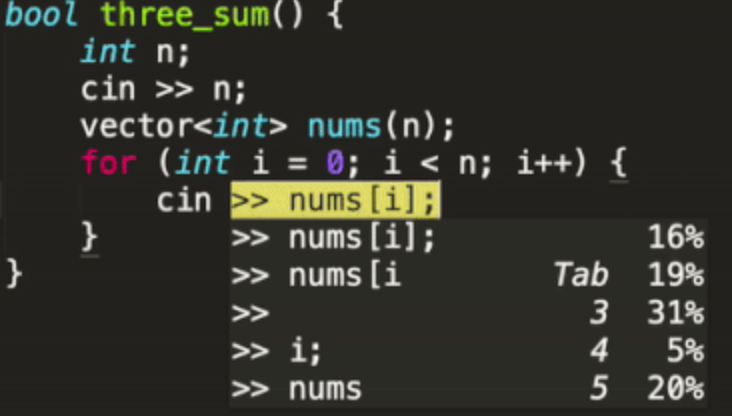 bool three_sum() {
    int n;
    cin >> n;
    vector<int> nums(n);
    for (int i = 0; i < n; i++) {
        cin >> nums[i];
    }       >> nums[i];           16%
}           >> nums[i        Tab 19%
            >>                 3  31%
            >> i;              4   5%
            >> nums            5  20%